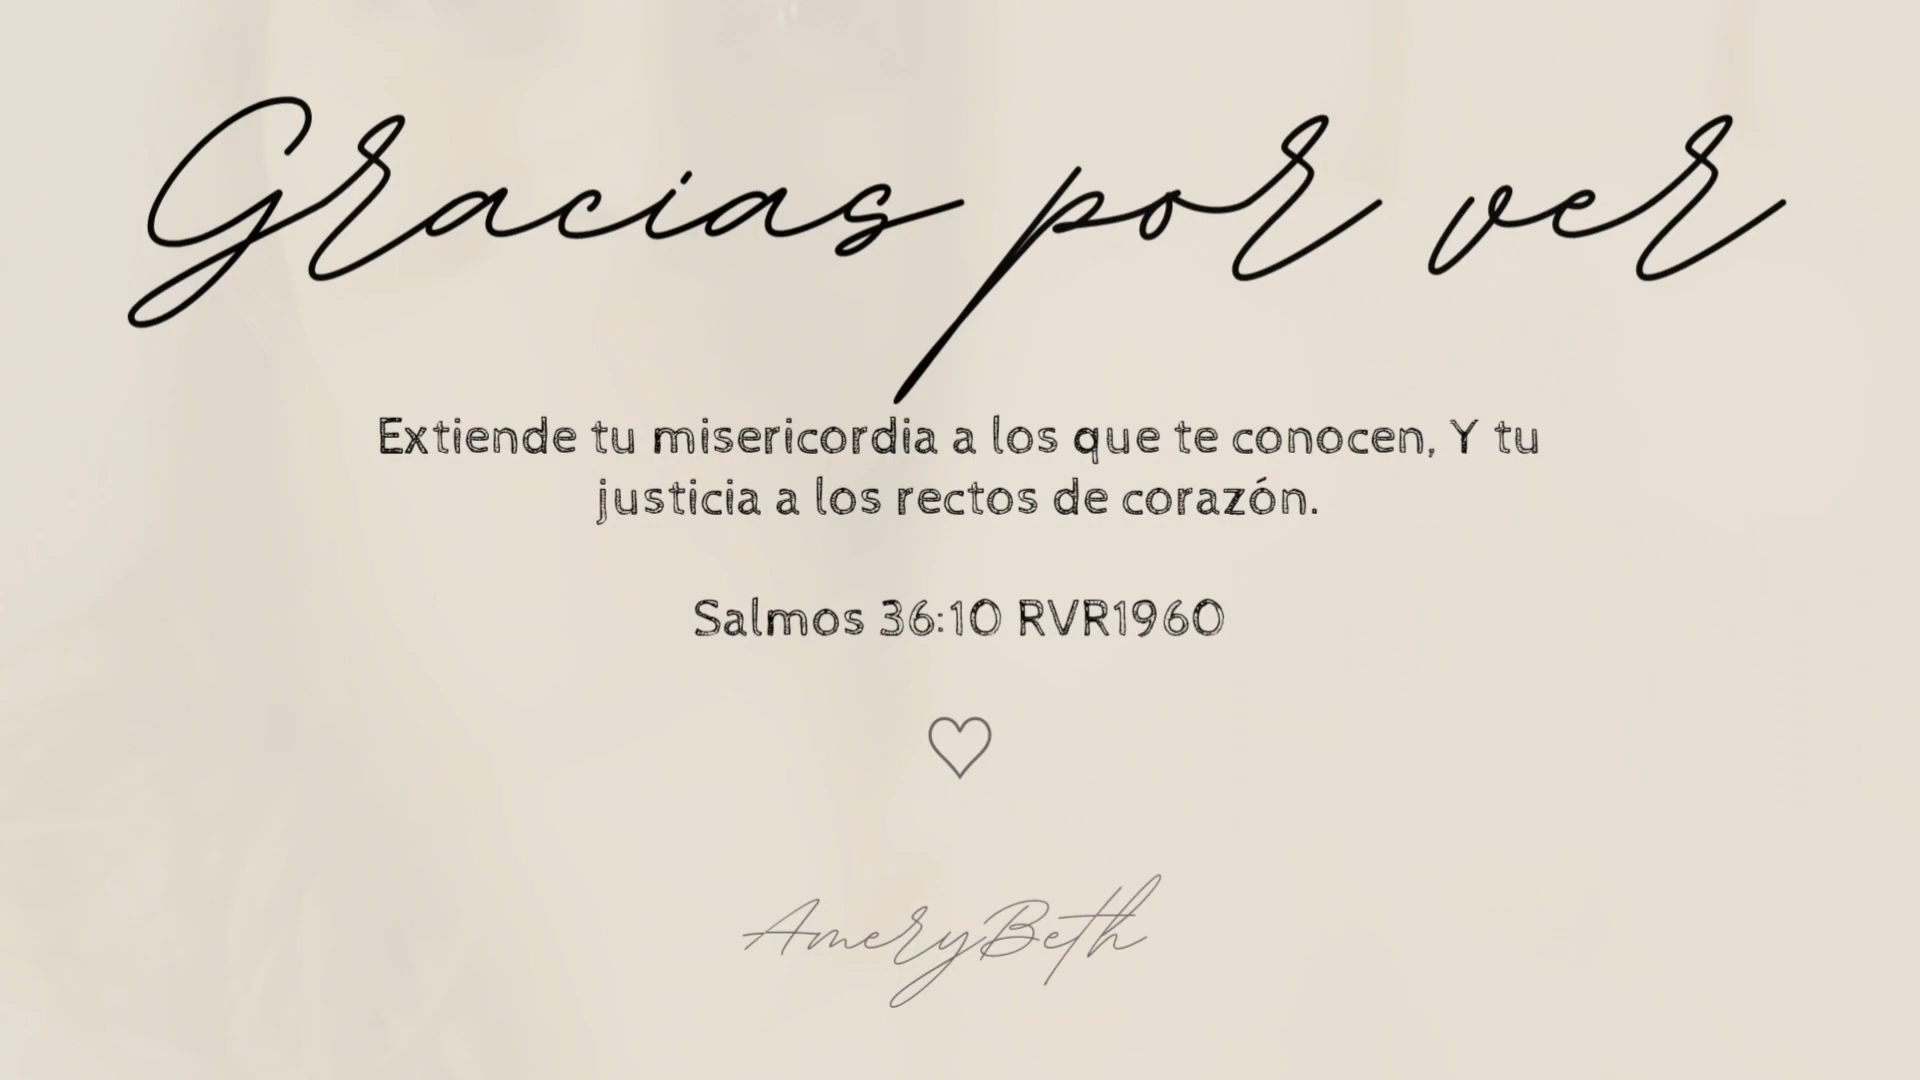 Gracias por ver
Extiende tu misericordia a los que te conocen, Y tu
justicia a los rectos de corazón.
Salmos 36:10 RVR1960
AmeryBeth